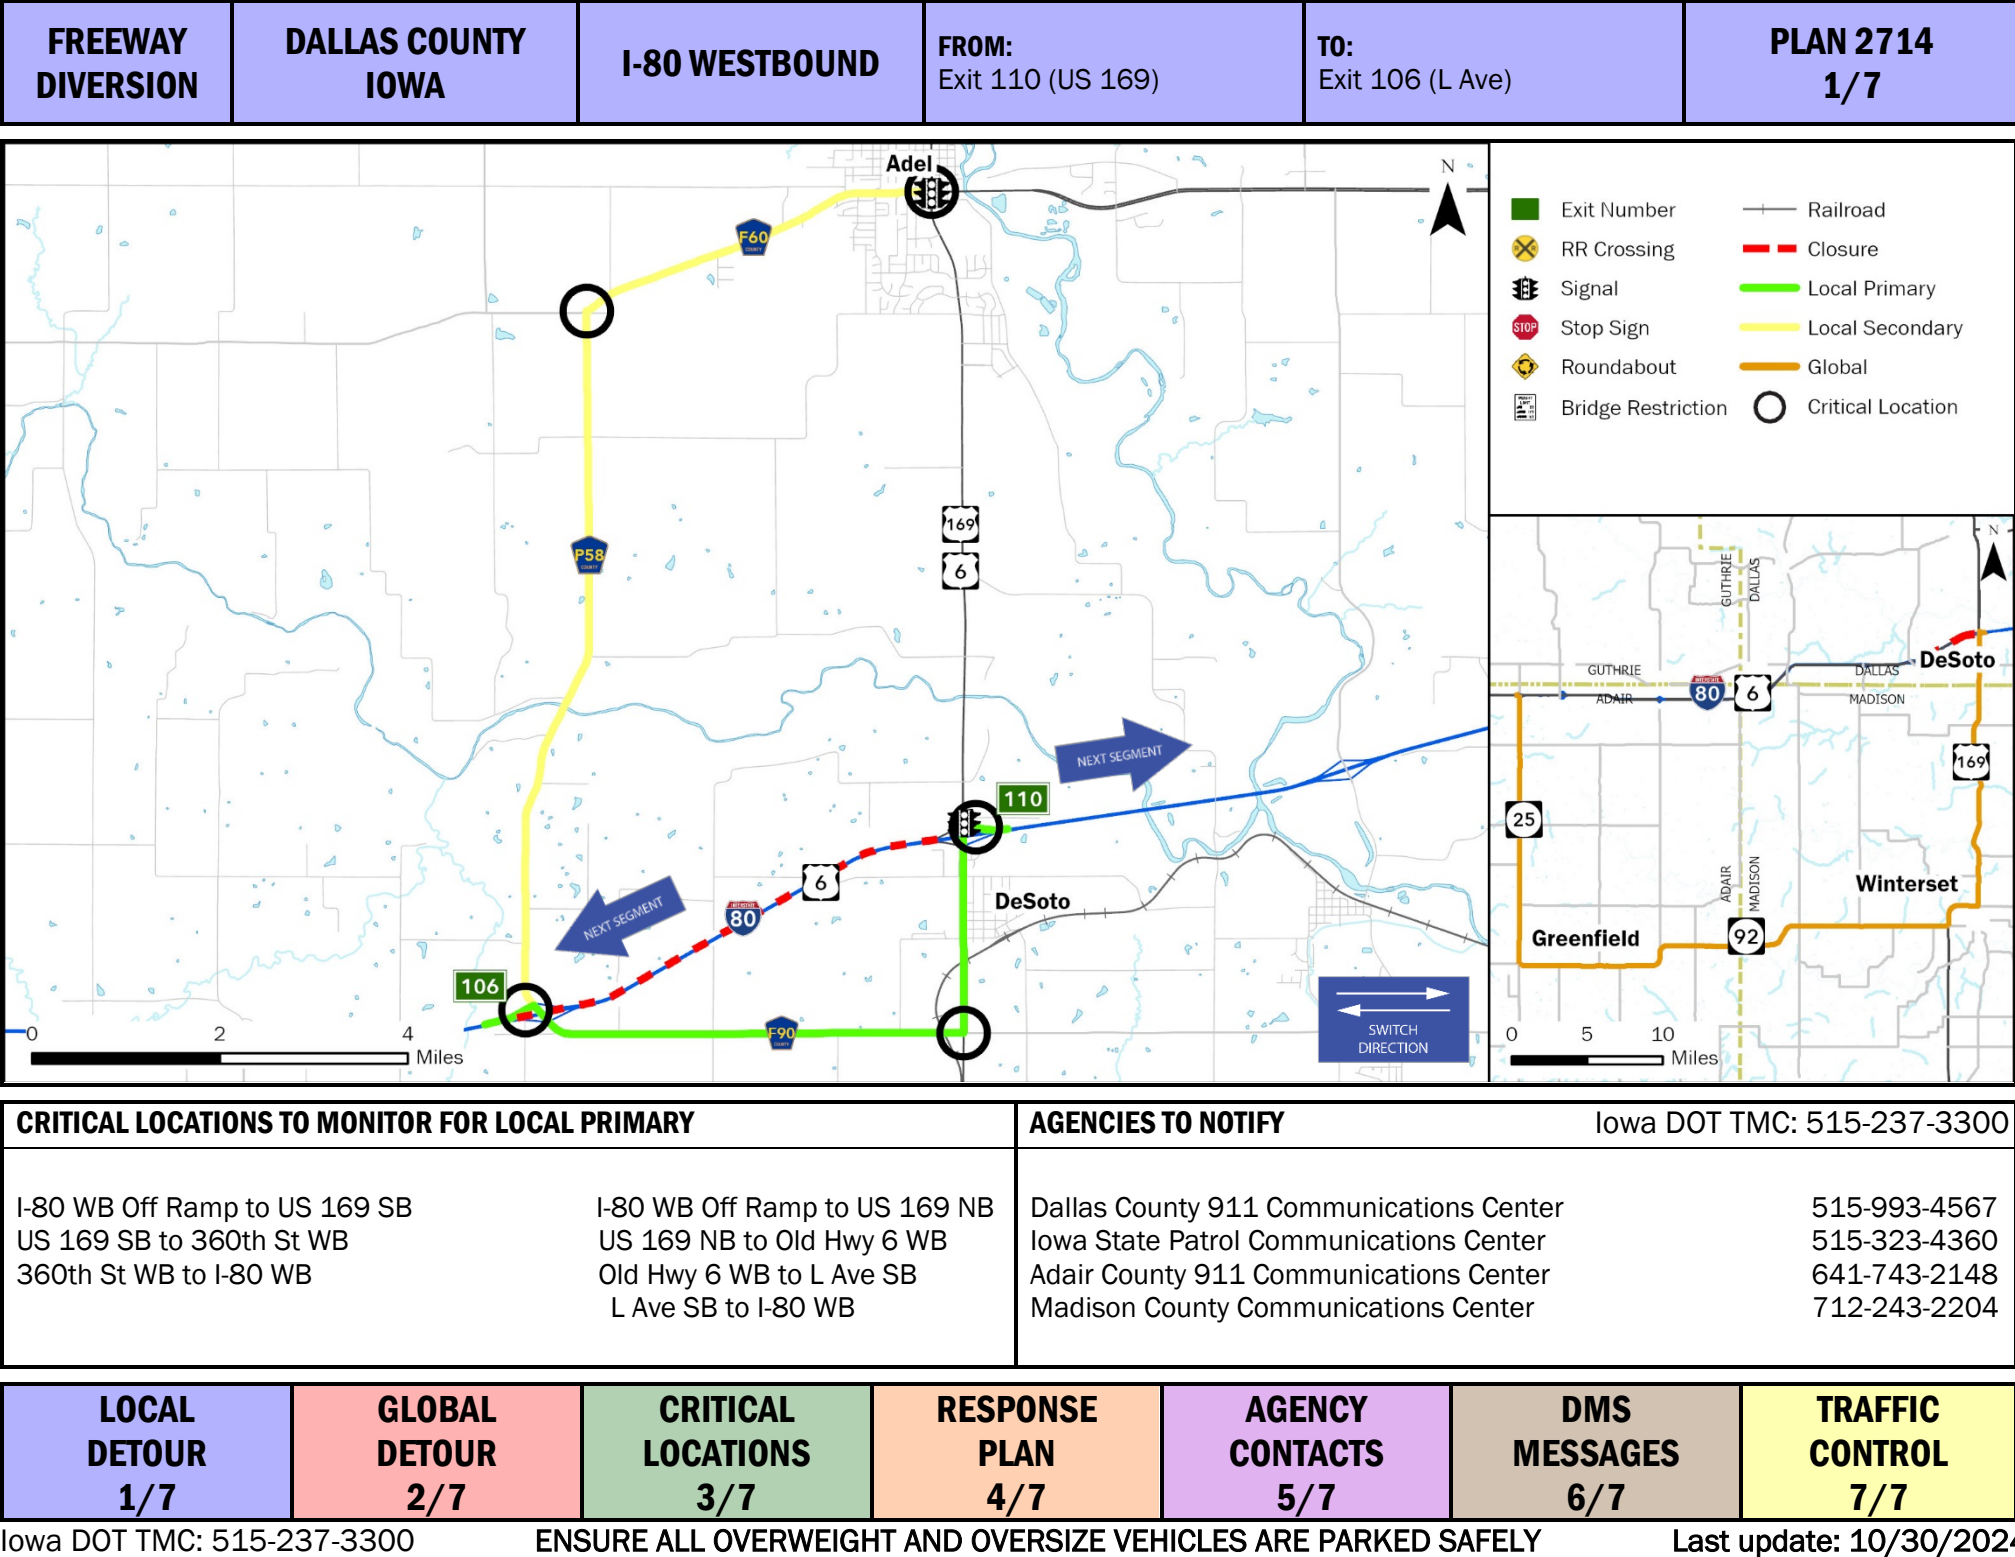 FREEWAY
DIVERSION
DALLAS COUNTY
IOWA
I-80 WESTBOUND
FROM:
Exit 110 (US 169)
TO:
Exit 106 (L Ave)
PLAN 2714
1/7
Adel
N
F60
COUNTY
P58
COUNTY
169
6
NEXT SEGMENT
110
6
DeSoto
INTERSTATE
80
NEXT SEGMENT
106
F90
COUNTY
0 2 4
Miles
SWITCH
DIRECTION
Exit Number
Railroad
RR Crossing
Closure
Signal
Local Primary
STOP
Stop Sign
Local Secondary
Roundabout
Global
Bridge Restriction
Critical Location
N
GUTHRIE
DALLAS
DeSoto
GUTHRIE
DALLAS
ADAIR
INTERSTATE
80
6
MADISON
169
25
ADAIR
MADISON
Winterset
Greenfield
92
0 5 10
Miles
CRITICAL LOCATIONS TO MONITOR FOR LOCAL PRIMARY
I-80 WB Off Ramp to US 169 SB
US 169 SB to 360th St WB
360th St WB to I-80 WB
I-80 WB Off Ramp to US 169 NB
US 169 NB to Old Hwy 6 WB
Old Hwy 6 WB to L Ave SB
L Ave SB to I-80 WB
AGENCIES TO NOTIFY
Iowa DOT TMC: 515-237-3300
Dallas County 911 Communications Center 515-993-4567
Iowa State Patrol Communications Center 515-323-4360
Adair County 911 Communications Center 641-743-2148
Madison County Communications Center 712-243-2204
LOCAL
DETOUR
1/7
GLOBAL
DETOUR
2/7
CRITICAL
LOCATIONS
3/7
RESPONSE
PLAN
4/7
AGENCY
CONTACTS
5/7
DMS
MESSAGES
6/7
TRAFFIC
CONTROL
7/7
Iowa DOT TMC: 515-237-3300
ENSURE ALL OVERWEIGHT AND OVERSIZE VEHICLES ARE PARKED SAFELY
Last update: